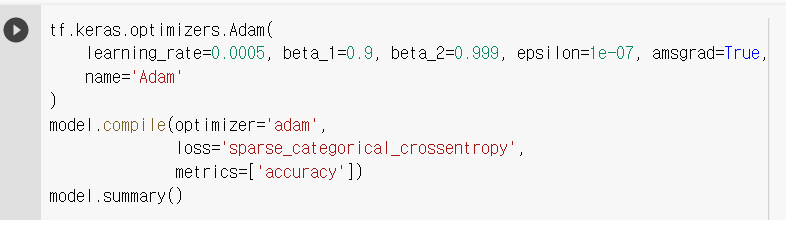 tf.keras.optimizers.Adam(
    learning_rate=0.0005, beta_1=0.9, beta_2=0.999, epsilon=1e-07, amsgrad=True,
    name='Adam'
)
model.compile(optimizer='adam',
              loss='sparse_categorical_crossentropy',
              metrics=['accuracy'])
model.summary()